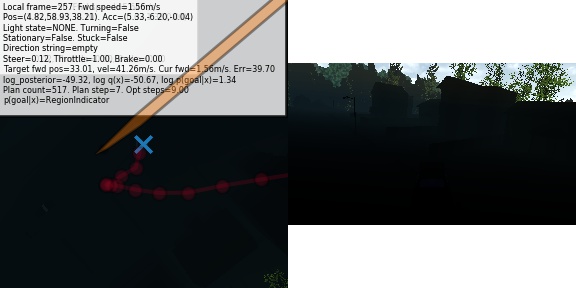 Local frame=257. Fwd speed=1.56m/s
Pos=(4.82,58.93,38.21). Acc=(5.33,-6.20,-0.04)
Light state=NONE. Turning=False
Stationary=False. Stuck=False
Direction string=empty
Steer=0.12, Throttle=1.00, Brake=0.00
Target fwd pos=33.01, vel=41.26m/s. Cur fwd=1.56m/s. Err=39.70
log_posterior=-49.32, log q(x)=-50.67, log p(goal|x)=1.34
Plan count=517. Plan step=7. Opt steps=9.00
p(goal|x)=RegionIndicator